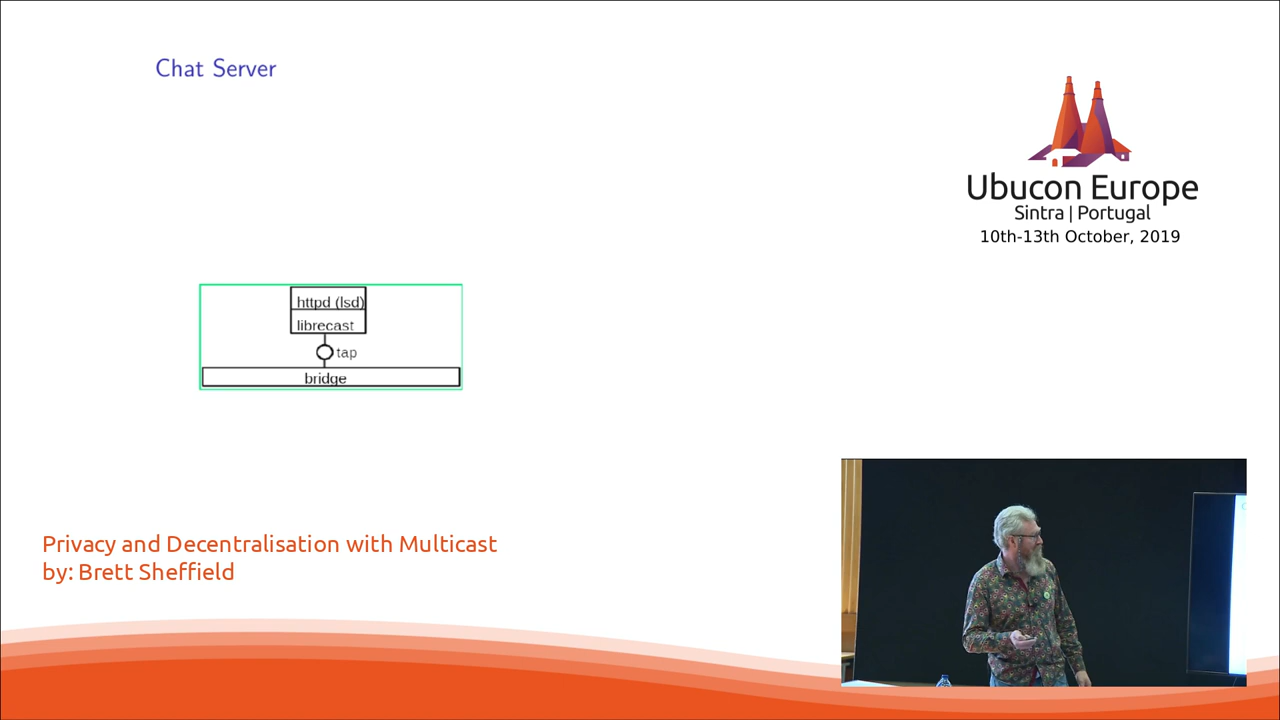 Chat Server
Ubucon Europe
Sintra | Portugal
10th-13th October, 2019
httpd (lsd)
librecast
tap
bridge
Privacy and Decentralisation with Multicast
by: Brett Sheffield